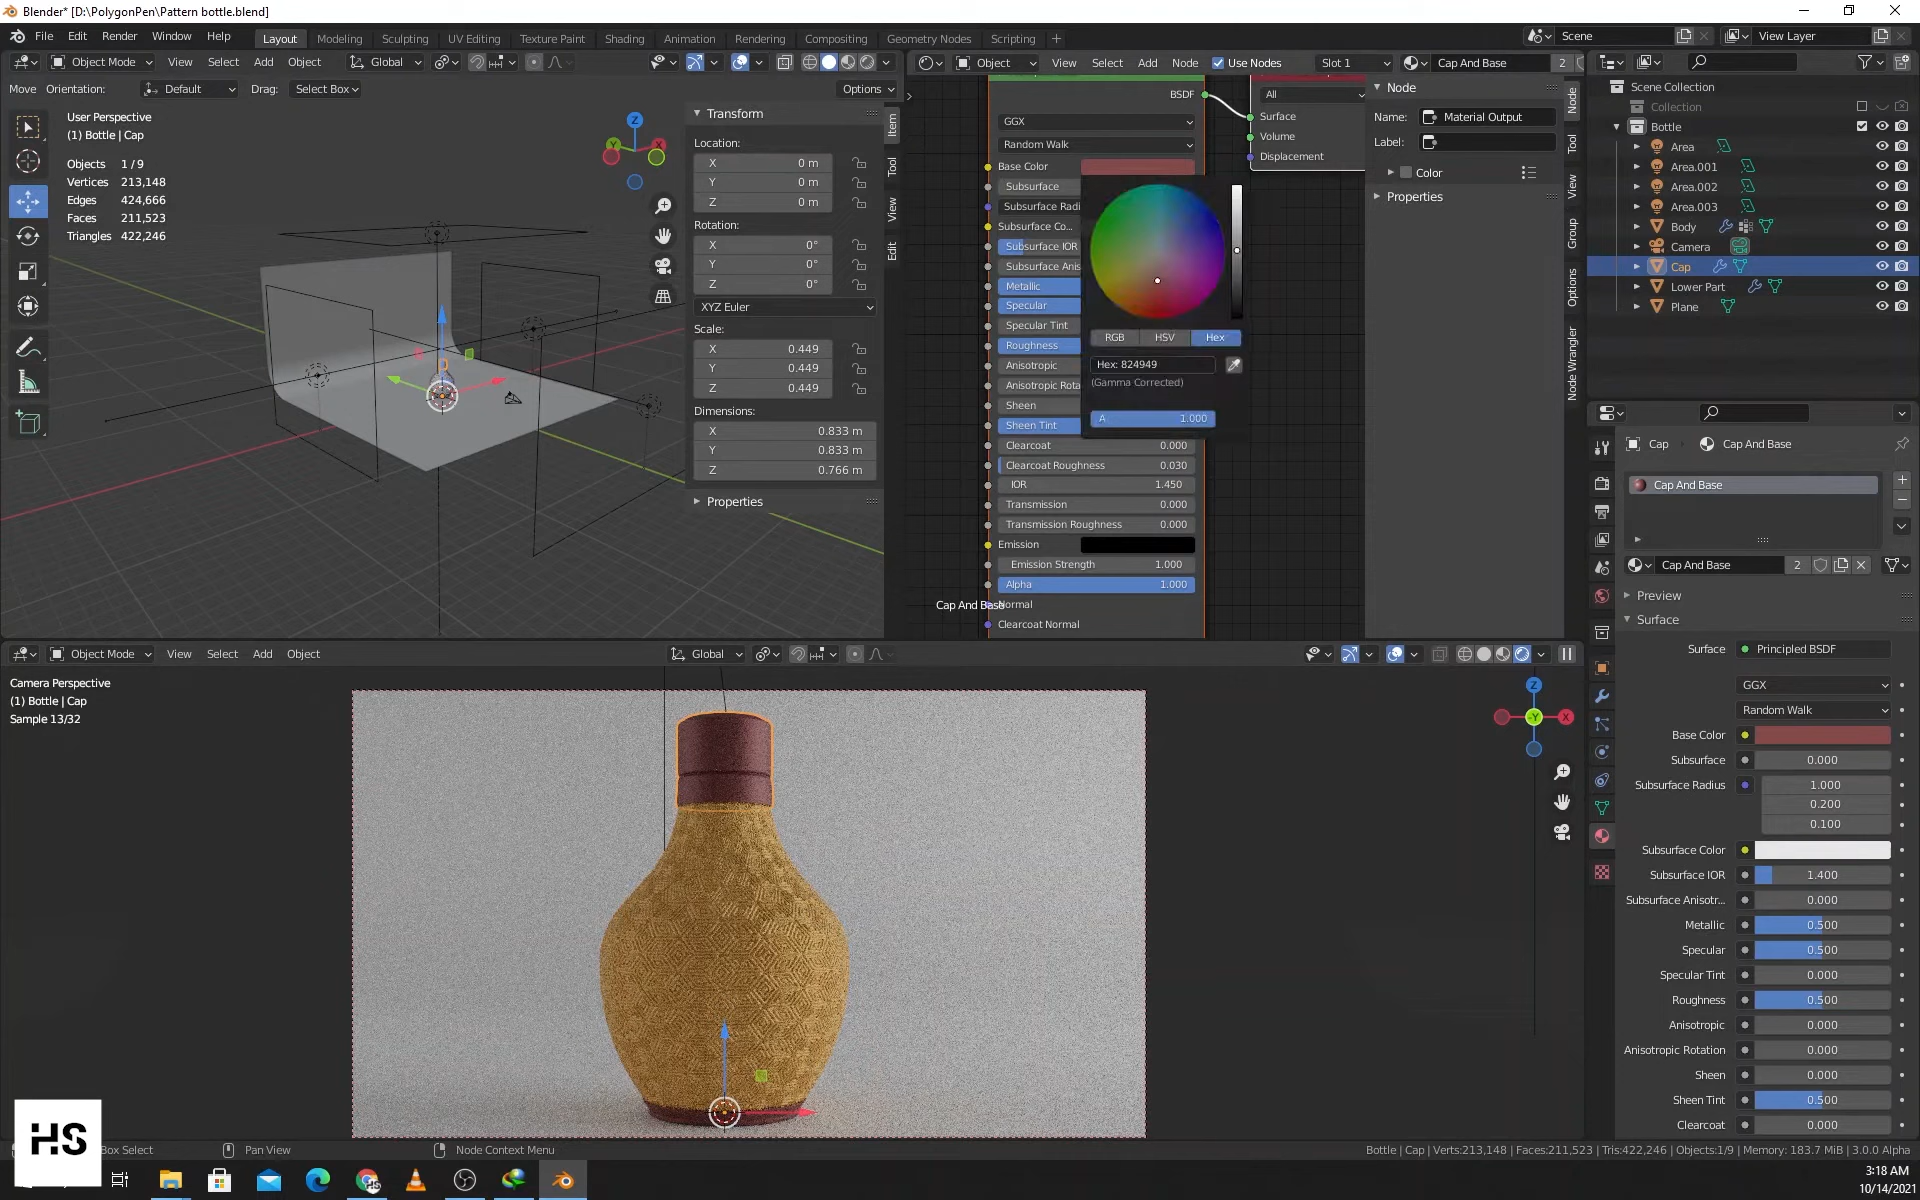 Blender* [D:\PolygonPen\Pattern bottle.blend]
File Edit Render Window Help Layout Modeling Sculpting UV Editing Texture Paint Shading Animation Rendering Compositing Geometry Nodes Scripting + Scene View Layer
Object Mode View Select Add Object Global
Object View Select Add Node Use Nodes Slot 1 Cap And Base 2
Move Orientation: Default Drag: Select Box Options
User Perspective
(1) Bottle | Cap
Objects 1 / 9
Vertices 213,148
Edges 424,666
Faces 211,523
Triangles 422,246
Z
Y
X
Transform
Location:
X 0 m
Y 0 m
Z 0 m
Rotation:
X 0°
Y 0°
Z 0°
XYZ Euler
Scale:
X 0.449
Y 0.449
Z 0.449
Dimensions:
X 0.833 m
Y 0.833 m
Z 0.766 m
Properties
Item
Tool
View
Edit
BSDF
GGX
Random Walk
Base Color
Subsurface
Subsurface Radi
Subsurface Co...
Subsurface IOR
Subsurface Anis
Metallic
Specular
Specular Tint
Roughness
Anisotropic
Anisotropic Rota
Sheen
Sheen Tint
Clearcoat 0.000
Clearcoat Roughness 0.030
IOR 1.450
Transmission 0.000
Transmission Roughness 0.000
Emission
Emission Strength 1.000
Alpha 1.000
Cap And Base
Normal
Clearcoat Normal
RGB HSV Hex
Hex: 824949
(Gamma Corrected)
A 1.000
All
Surface
Volume
Displacement
Node
Name: Material Output
Label:
Color
Properties
Node
Tool
View
Group
Options
Node Wrangler
Scene Collection
Collection
Bottle
Area
Area.001
Area.002
Area.003
Body
Camera
Cap
Lower Part
Plane
Cap Cap And Base
Cap And Base
Cap And Base 2
Preview
Surface
Surface Principled BSDF
GGX
Random Walk
Base Color
Subsurface 0.000
Subsurface Radius 1.000
0.200
0.100
Subsurface Color
Subsurface IOR 1.400
Subsurface Anisotr... 0.000
Metallic 0.500
Specular 0.500
Specular Tint 0.000
Roughness 0.500
Anisotropic 0.000
Anisotropic Rotation 0.000
Sheen 0.000
Sheen Tint 0.500
Clearcoat 0.000
Object Mode View Select Add Object Global
Camera Perspective
(1) Bottle | Cap
Sample 13/32
Z
-Y
X
HS
Box Select Pan View Node Context Menu Bottle | Cap | Verts:213,148 | Faces:211,523 | Tris:422,246 | Objects:1/9 | Memory: 183.7 MiB | 3.0.0 Alpha
3:18 AM
10/14/2021